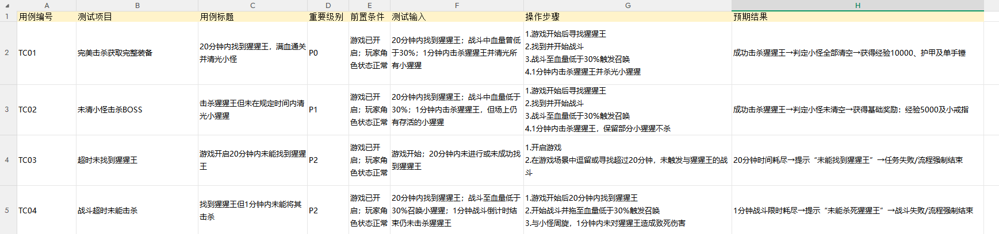 A B C D E F G H
1 用例编号 测试项目 用例标题 重要级别 前置条件 测试输入 操作步骤 预期结果
2 TC01 完美击杀获取完整装备
20分钟内找到猩猩王，满血通关
并清光小怪
P0
游戏已开
启；玩家角
色状态正常
20分钟内找到猩猩王；战斗中血量曾低
于30%；1分钟内击杀猩猩王并清光所
有小猩猩
1.游戏开始后寻找猩猩王
2.找到并开始战斗
3.战斗至血量低于30%触发召唤
4.1分钟内击杀猩猩王并杀光小猩猩
成功击杀猩猩王→判定小怪全部清空→获得经验10000、护甲及单手锤
3 TC02 未清小怪击杀BOSS
击杀猩猩王但未在规定时间内清
光小猩猩
P1
游戏已开
启；玩家角
色状态正常
20分钟内找到猩猩王；战斗中血量低于
30%；1分钟内击杀猩猩王，但场上仍
有存活的小猩猩
1.游戏开始后寻找猩猩王
2.找到并开始战斗
3.战斗至血量低于30%触发召唤
4.1分钟内击杀猩猩王，保留部分小猩猩不杀
成功击杀猩猩王→判定小怪未清空→获得基础奖励：经验5000及小戒指
4 TC03 超时未找到猩猩王
游戏开启20分钟内未能找到猩猩
王
P2
游戏已开
启；玩家角
色状态正常
游戏开始；20分钟内未进行或未成功找
到猩猩王
1.开启游戏
2.在游戏场景中逗留或寻找超过20分钟，未触发与猩猩王的战
斗
20分钟时间耗尽→提示“未能找到猩猩王”→任务失败/流程强制结束
5 TC04 战斗超时未能击杀
找到猩猩王但1分钟内未能将其
击杀
P2
游戏已开
启；玩家角
色状态正常
20分钟内找到猩猩王；战斗至血量低于
30%召唤小猩猩；1分钟战斗倒计时结
束仍未击杀猩猩王
1.游戏开始后20分钟内找到猩猩王
2.开始战斗并拖至血量低于30%触发召唤
3.与小怪周旋，1分钟内未对猩猩王造成致死伤害
1分钟战斗限时耗尽→提示“未能杀死猩猩王”→战斗失败/流程强制结束